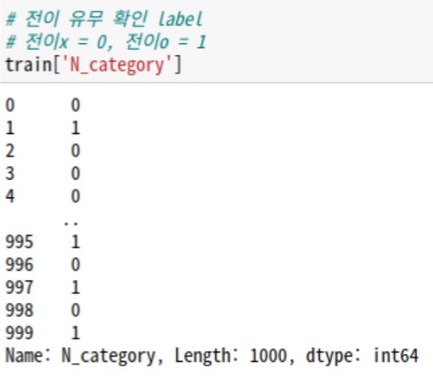 # 전이 유무 확인 label
# 전이x = 0, 전이o = 1
train['N_category']
0 0
1 1
2 0
3 0
4 0
..
995 1
996 0
997 1
998 0
999 1
Name: N_category, Length: 1000, dtype: int64